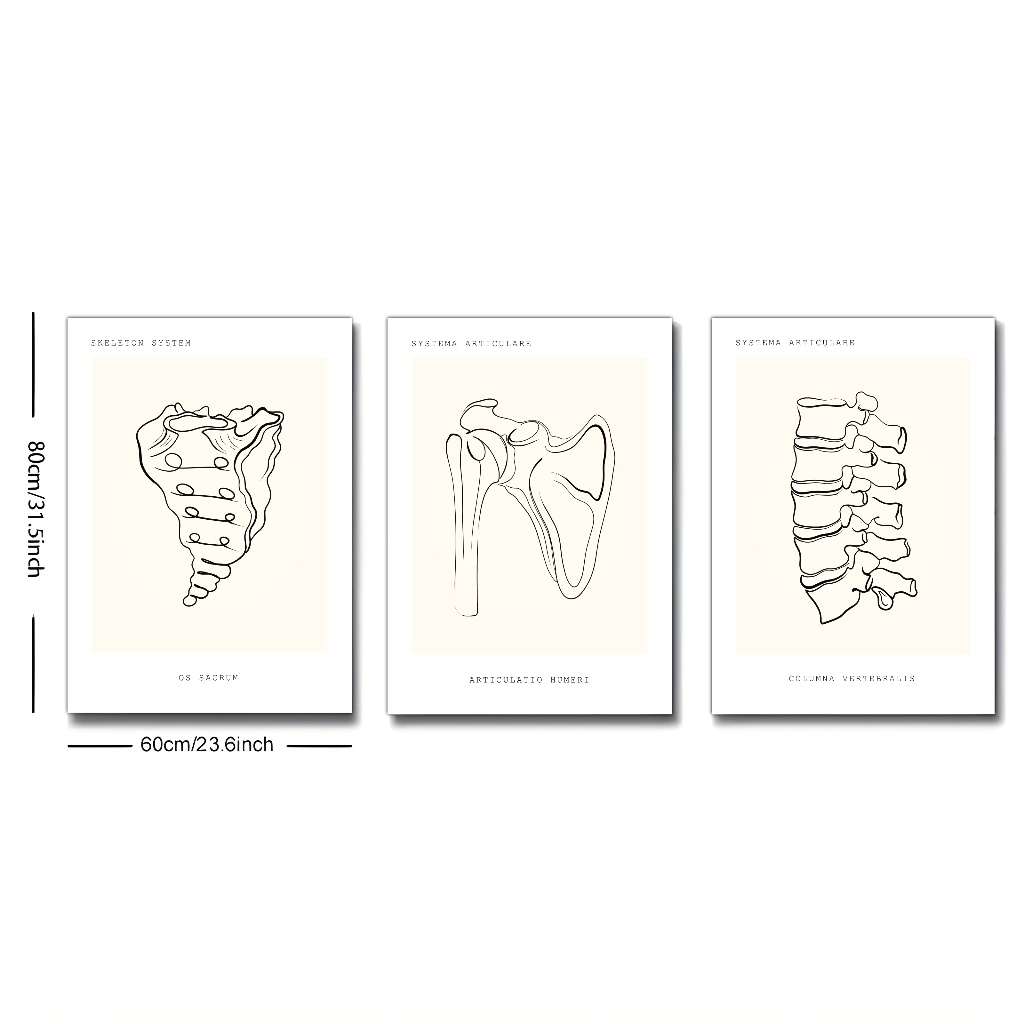 SKELETON SYSTEM
OS SACRUM
SYSTEMA ARTICULARE
ARTICULATIO HUMERI
SYSTEMA ARTICULARE
COLUMNA VERTEBRALIS
80cm/31.5inch
60cm/23.6inch